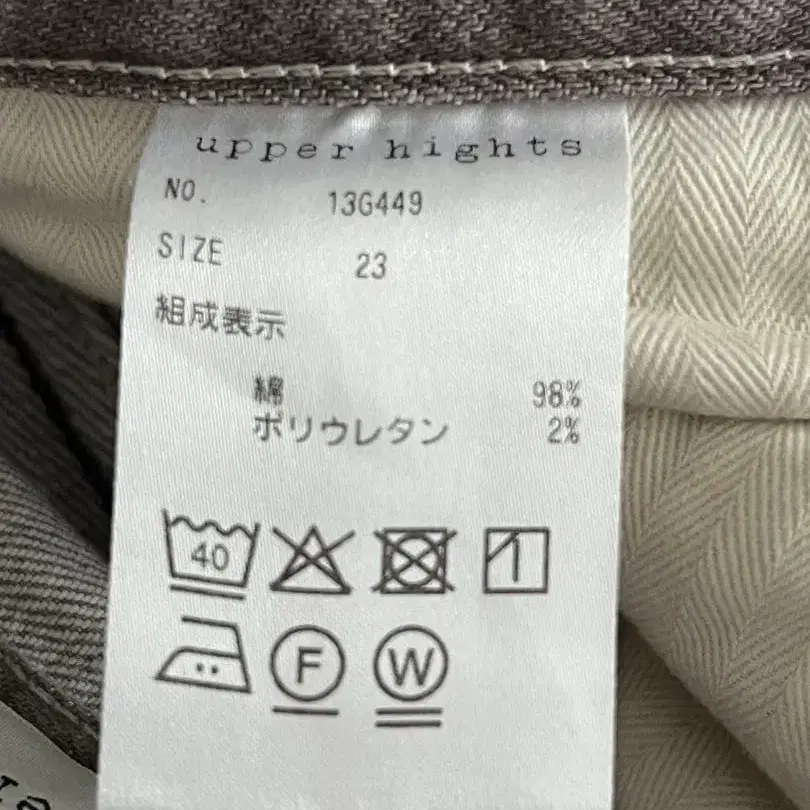 upper hights
NO. 13G449
SIZE 23
組成表示
綿 98%
ポリウレタン 2%
40
F W